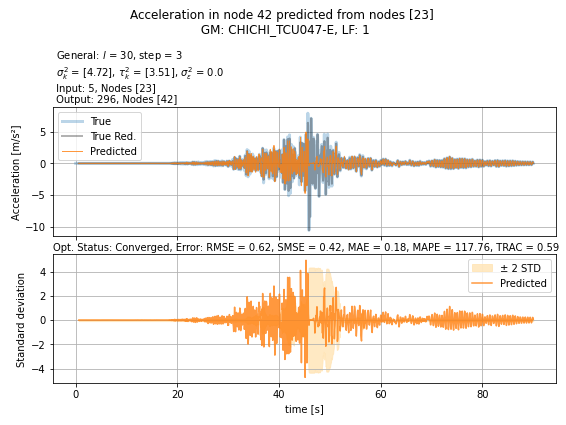 Acceleration in node 42 predicted from nodes [23]
GM: CHICHI_TCU047-E, LF: 1
General: l = 30, step = 3
σ²ₖ = [4.72], τ²ₖ = [3.51], σ²ₑ = 0.0
Input: 5, Nodes [23]
Output: 296, Nodes [42]
True
True Red.
Predicted
Acceleration [m/s²]
5
0
−5
−10
Opt. Status: Converged, Error: RMSE = 0.62, SMSE = 0.42, MAE = 0.18, MAPE = 117.76, TRAC = 0.59
± 2 STD
Predicted
Standard deviation
4
2
0
−2
−4
0 20 40 60 80
time [s]